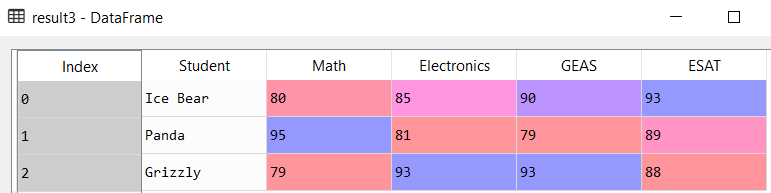 result3 - DataFrame
Index Student Math Electronics GEAS ESAT
0 Ice Bear 80 85 90 93
1 Panda 95 81 79 89
2 Grizzly 79 93 93 88